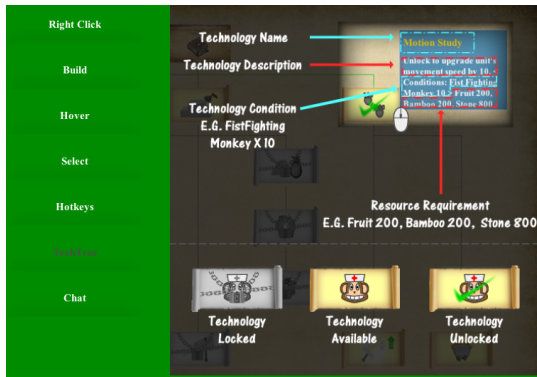 Right Click
Build
Hover
Select
Hotkeys
Chat
Technology Name
Technology Description
Technology Condition
E.G. FistFighting
Monkey X 10
Motion Study
Unlock to upgrade unit's
movement speed by 10.
Conditions: Fist Fighting
Monkey 10. Fruit 200,
Bamboo 200, Stone 800
Resource Requirement
E.G. Fruit 200, Bamboo 200, Stone 800
Technology
Locked
Technology
Available
Technology
Unlocked